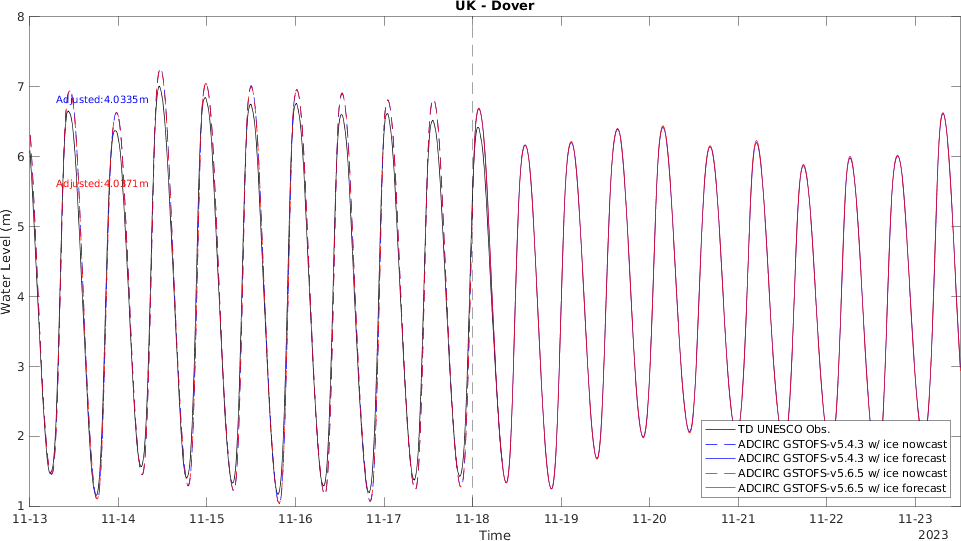 UK - Dover
8
7
6
5
4
3
2
1
Water Level (m)
Adjusted:4.0335m
Adjusted:4.0371m
TD UNESCO Obs.
ADCIRC GSTOFS-v5.4.3 w/ ice nowcast
ADCIRC GSTOFS-v5.4.3 w/ ice forecast
ADCIRC GSTOFS-v5.6.5 w/ ice nowcast
ADCIRC GSTOFS-v5.6.5 w/ ice forecast
11-13 11-14 11-15 11-16 11-17 11-18 11-19 11-20 11-21 11-22 11-23
Time
2023